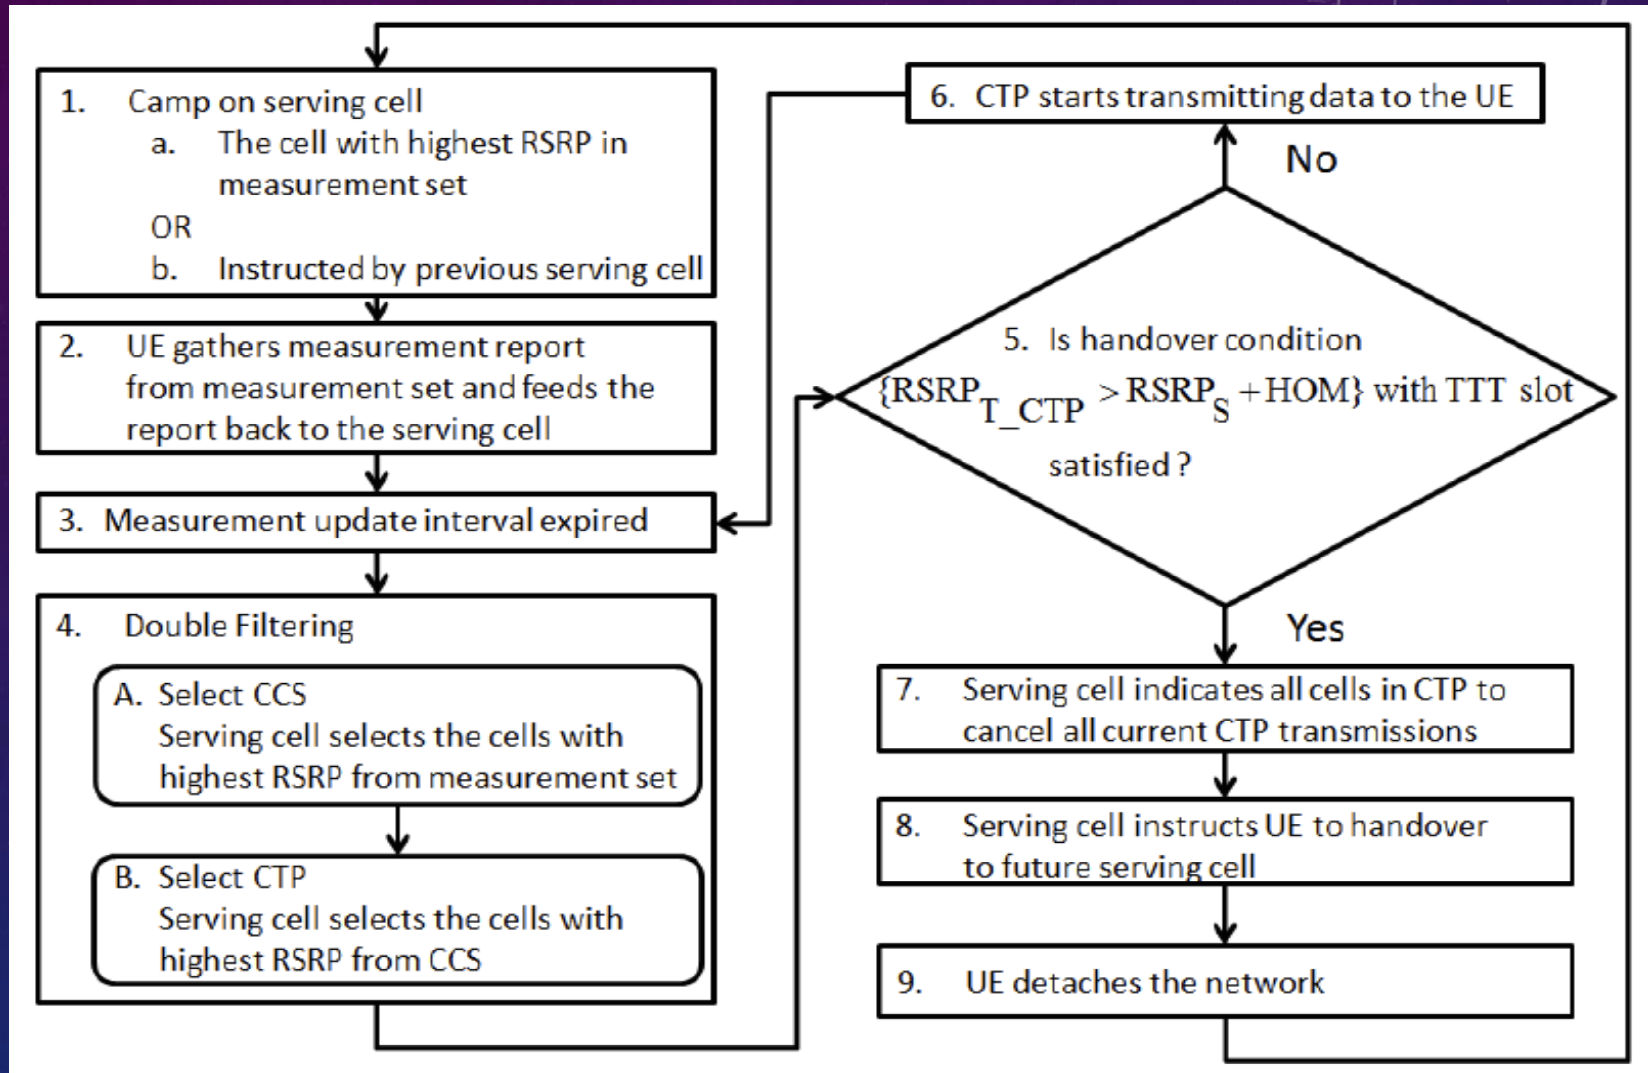 1. Camp on serving cell
a. The cell with highest RSRP in
measurement set
OR
b. Instructed by previous serving cell
2. UE gathers measurement report
from measurement set and feeds the
report back to the serving cell
3. Measurement update interval expired
4. Double Filtering
A. Select CCS
Serving cell selects the cells with
highest RSRP from measurement set
B. Select CTP
Serving cell selects the cells with
highest RSRP from CCS
6. CTP starts transmitting data to the UE
No
5. Is handover condition
{RSRP_T_CTP > RSRP_S + HOM} with TTT slot
satisfied ?
Yes
7. Serving cell indicates all cells in CTP to
cancel all current CTP transmissions
8. Serving cell instructs UE to handover
to future serving cell
9. UE detaches the network